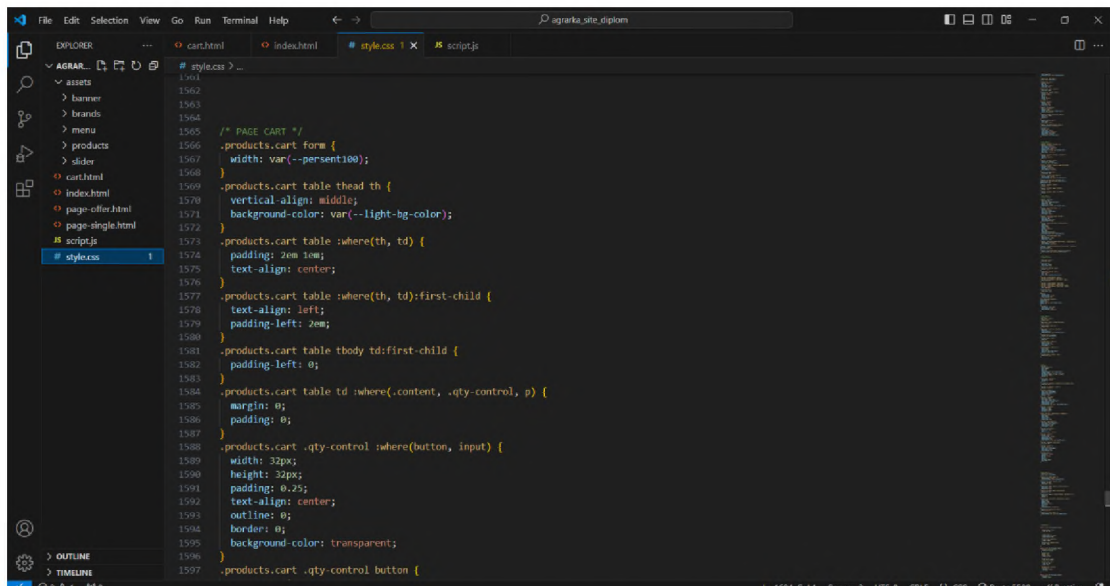 File Edit Selection View Go Run Terminal Help
agrarka_site_diplom
EXPLORER
cart.html
index.html
# style.css 1
JS script.js
AGRAR...
# style.css > ...
assets
banner
brands
menu
products
slider
cart.html
index.html
page-offer.html
page-single.html
JS script.js
# style.css 1
OUTLINE
TIMELINE
1561
1562
1563
1564
1565 /* PAGE CART */
1566 .products.cart form {
1567 width: var(--persent100);
1568 }
1569 .products.cart table thead th {
1570 vertical-align: middle;
1571 background-color: var(--light-bg-color);
1572 }
1573 .products.cart table :where(th, td) {
1574 padding: 2em 1em;
1575 text-align: center;
1576 }
1577 .products.cart table :where(th, td):first-child {
1578 text-align: left;
1579 padding-left: 2em;
1580 }
1581 .products.cart table tbody td:first-child {
1582 padding-left: 0;
1583 }
1584 .products.cart table td :where(.content, .qty-control, p) {
1585 margin: 0;
1586 padding: 0;
1587 }
1588 .products.cart .qty-control :where(button, input) {
1589 width: 32px;
1590 height: 32px;
1591 padding: 0.25;
1592 text-align: center;
1593 outline: 0;
1594 border: 0;
1595 background-color: transparent;
1596 }
1597 .products.cart .qty-control button {